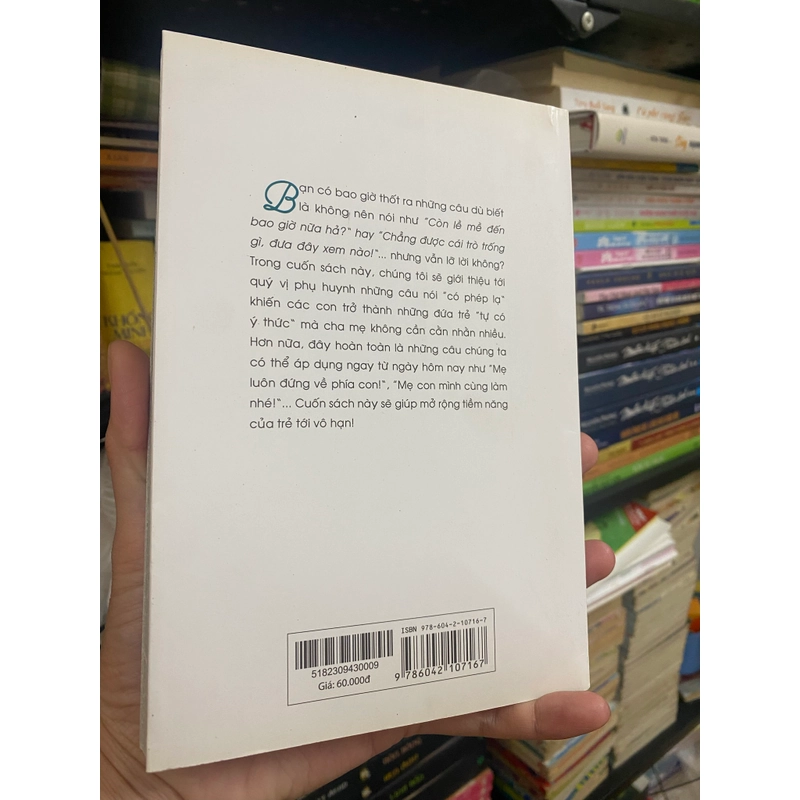 Bạn có bao giờ thốt ra những câu dù biết
là không nên nói như "Còn lề mề đến
bao giờ nữa hả?" hay "Chẳng được cái trò trống
gì, đưa đây xem nào!"... nhưng vẫn lỡ lời không?
Trong cuốn sách này, chúng tôi sẽ giới thiệu tới
quý vị phụ huynh những câu nói "có phép lạ"
khiến các con trở thành những đứa trẻ "tự có
ý thức" mà cha mẹ không cần cằn nhằn nhiều.
Hơn nữa, đây hoàn toàn là những câu chúng ta
có thể áp dụng ngay từ ngày hôm nay như "Mẹ
luôn đứng về phía con!", "Mẹ con mình cùng làm
nhé!"... Cuốn sách này sẽ giúp mở rộng tiềm năng
của trẻ tới vô hạn!
5182309430009
Giá: 60.000đ
ISBN 978-604-2-10716-7
9 786042 107167